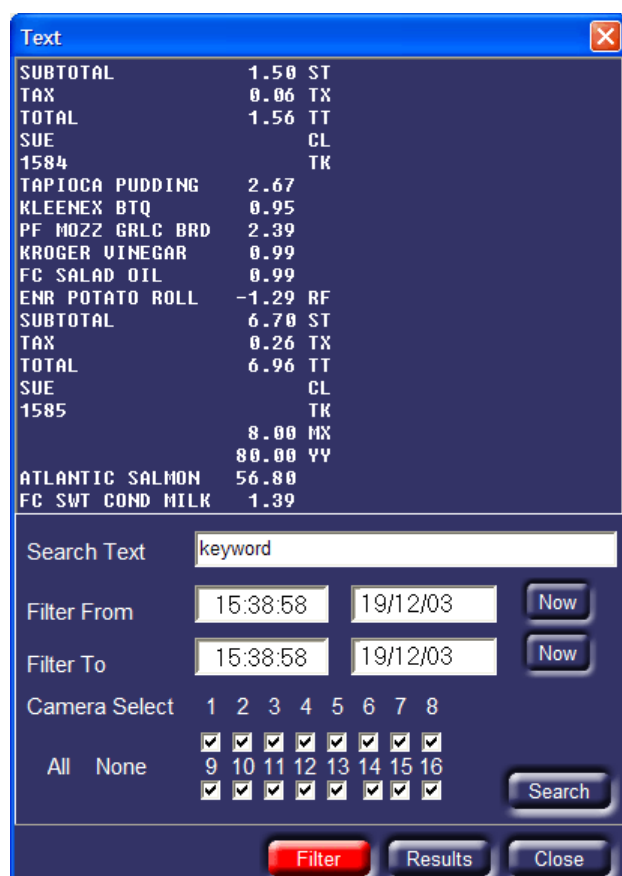 Text
SUBTOTAL 1.50 ST
TAX 0.06 TX
TOTAL 1.56 TT
SUE CL
1584 TK
TAPIOCA PUDDING 2.67
KLEENEX BTQ 0.95
PF MOZZ GRLC BRD 2.39
KROGER VINEGAR 0.99
FC SALAD OIL 0.99
ENR POTATO ROLL -1.29 RF
SUBTOTAL 6.70 ST
TAX 0.26 TX
TOTAL 6.96 TT
SUE CL
1585 TK
8.00 MX
80.00 YY
ATLANTIC SALMON 56.80
FC SWT COND MILK 1.39
Search Text keyword
Filter From 15:38:58 19/12/03 Now
Filter To 15:38:58 19/12/03 Now
Camera Select 1 2 3 4 5 6 7 8
All None 9 10 11 12 13 14 15 16
Search
Filter Results Close